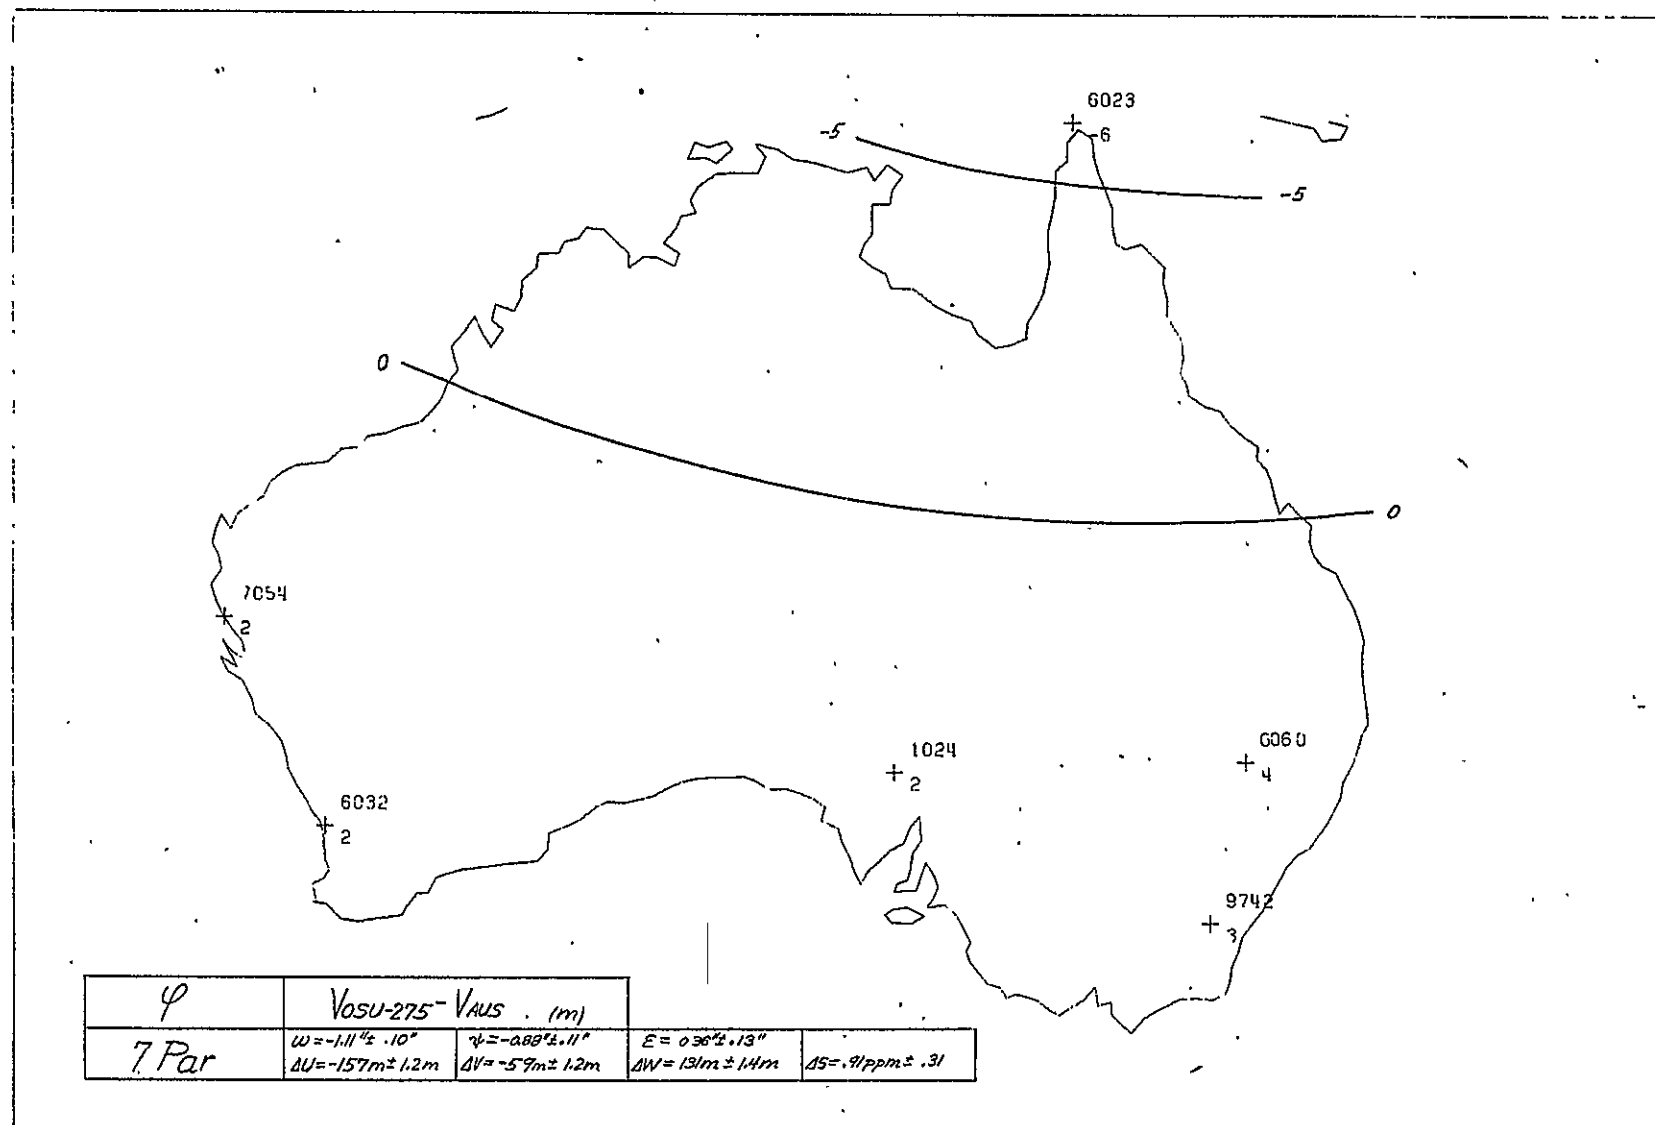 6023
-6
-5
-5
0
0
7054
2
1024
2
6060
4
6032
2
9742
3
φ
VOSU-275 - VAUS . (m)
7 Par
ω=-1.11"± .10"
ψ=-0.88"±.11"
ε= 0.36"±.13"
ΔU=-157m±1.2m
ΔV=-59m±1.2m
ΔW=131m±1.4m
ΔS=.91ppm±.31